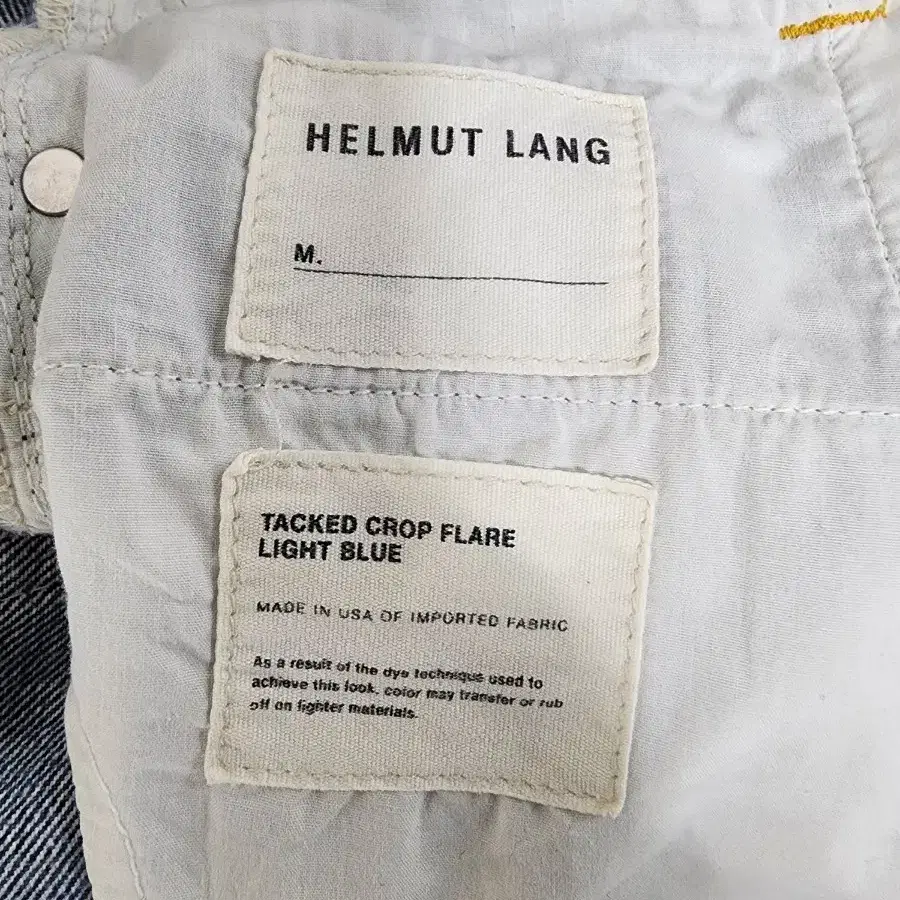 HELMUT LANG
M.
TACKED CROP FLARE
LIGHT BLUE
MADE IN USA OF IMPORTED FABRIC
As a result of the dye technique used to
achieve this look, color may transfer or rub
off on lighter materials.